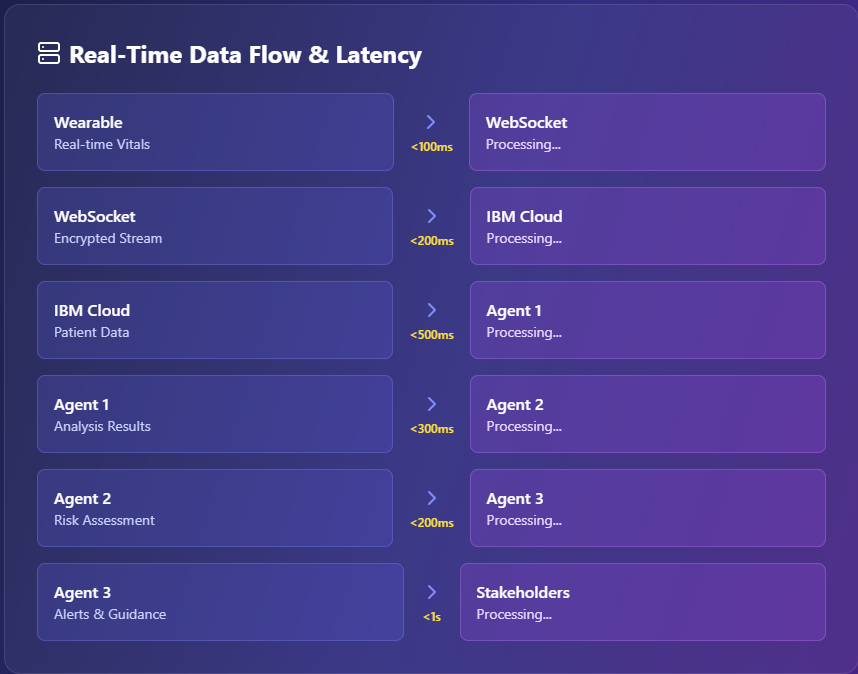 Real-Time Data Flow & Latency
Wearable
Real-time Vitals
<100ms
WebSocket
Processing...
WebSocket
Encrypted Stream
<200ms
IBM Cloud
Processing...
IBM Cloud
Patient Data
<500ms
Agent 1
Processing...
Agent 1
Analysis Results
<300ms
Agent 2
Processing...
Agent 2
Risk Assessment
<200ms
Agent 3
Processing...
Agent 3
Alerts & Guidance
<1s
Stakeholders
Processing...